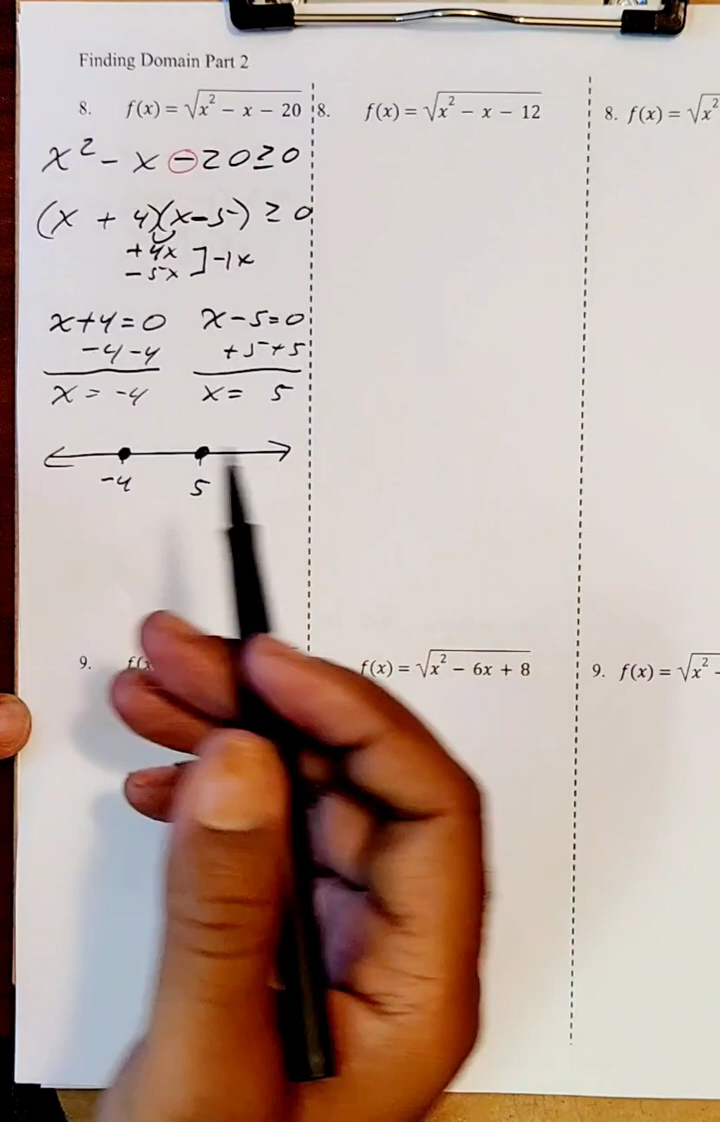 Finding Domain Part 2
8. f(x) = √x² − x − 20
x² − x − 20 ≥ 0
(x + 4)(x − 5) ≥ 0
+4x
−5x ] −1x
x + 4 = 0 x − 5 = 0
−4 −4 +5 +5
x = −4 x = 5
−4 5
9. f(x
8. f(x) = √x² − x − 12
f(x) = √x² − 6x + 8
8. f(x) = √x²
9. f(x) = √x² −